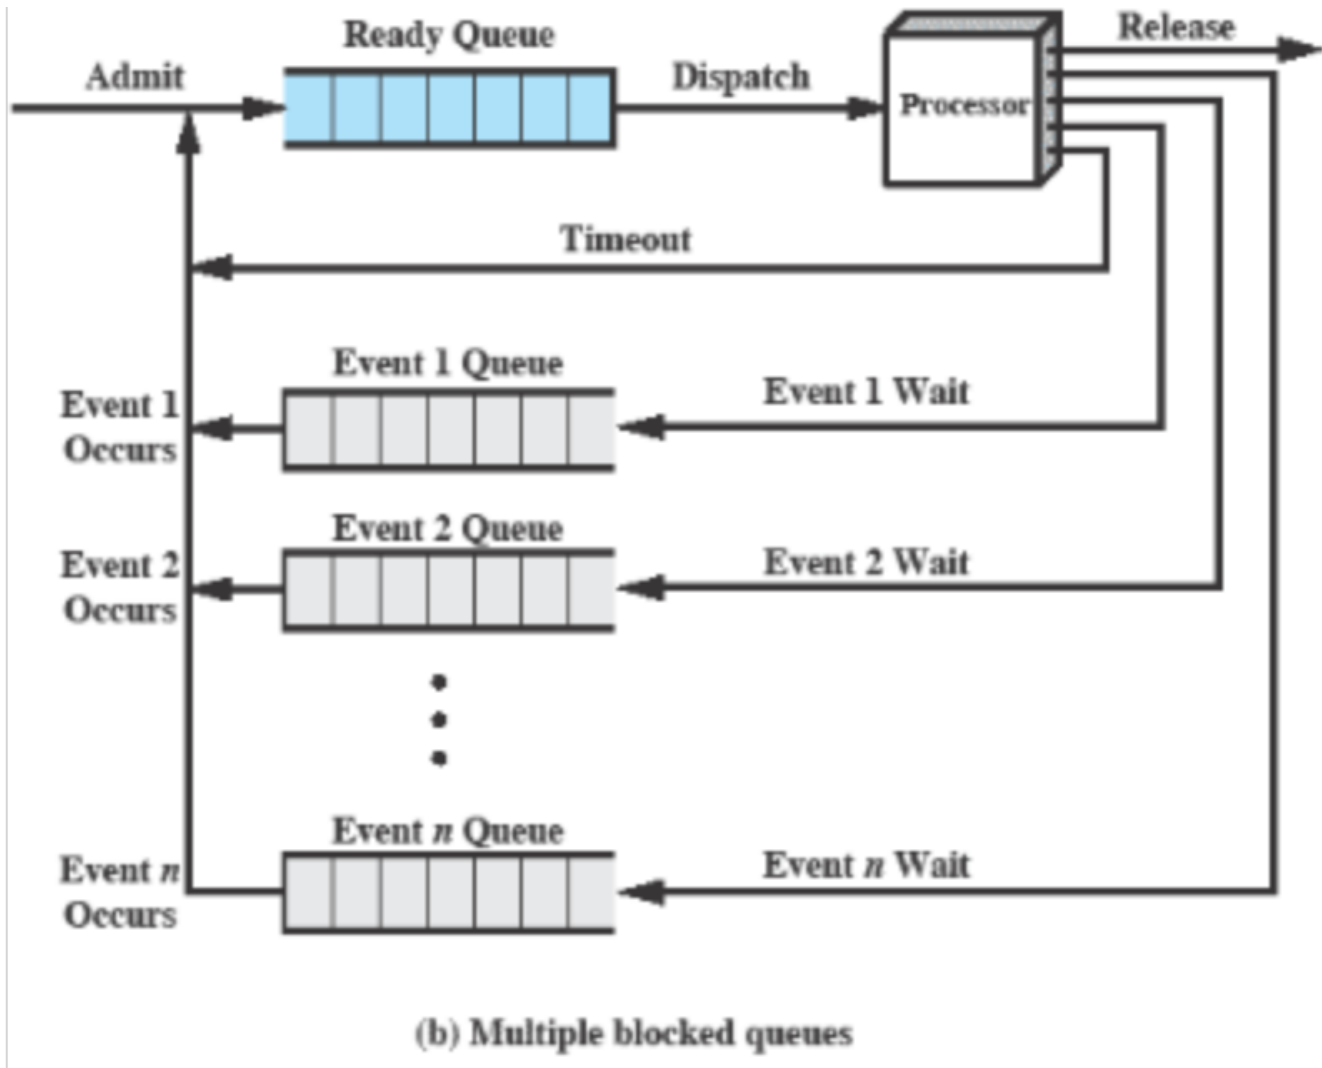 Release
Ready Queue
Admit
Dispatch
Processor
Timeout
Event 1 Queue
Event 1
Occurs
Event 1 Wait
Event 2 Queue
Event 2
Occurs
Event 2 Wait
Event n Queue
Event n
Occurs
Event n Wait
(b) Multiple blocked queues